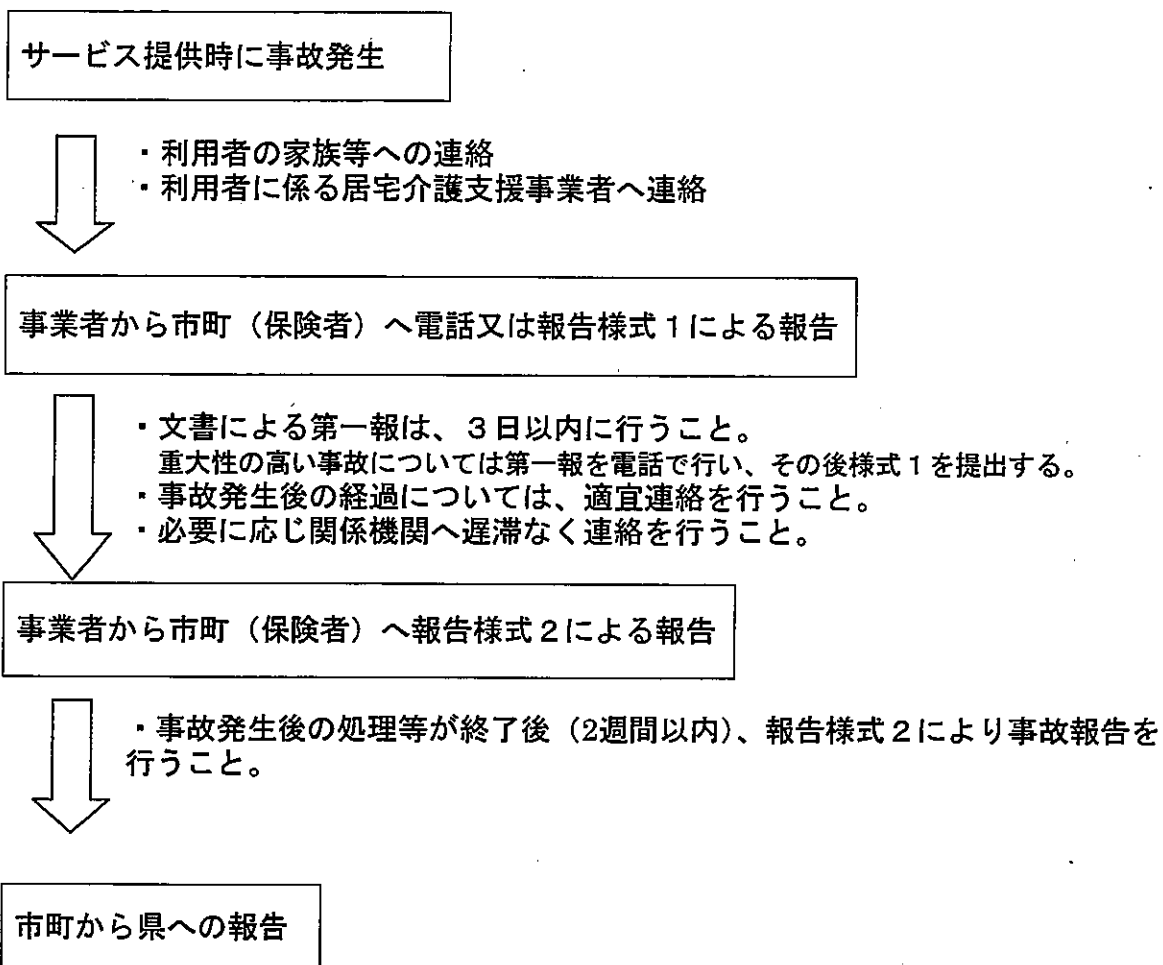 サービス提供時に事故発生
・利用者の家族等への連絡
・利用者に係る居宅介護支援事業者へ連絡
事業者から市町（保険者）へ電話又は報告様式１による報告
・文書による第一報は、３日以内に行うこと。
重大性の高い事故については第一報を電話で行い、その後様式１を提出する。
・事故発生後の経過については、適宜連絡を行うこと。
・必要に応じ関係機関へ遅滞なく連絡を行うこと。
事業者から市町（保険者）へ報告様式２による報告
・事故発生後の処理等が終了後（2週間以内）、報告様式２により事故報告を
行うこと。
市町から県への報告